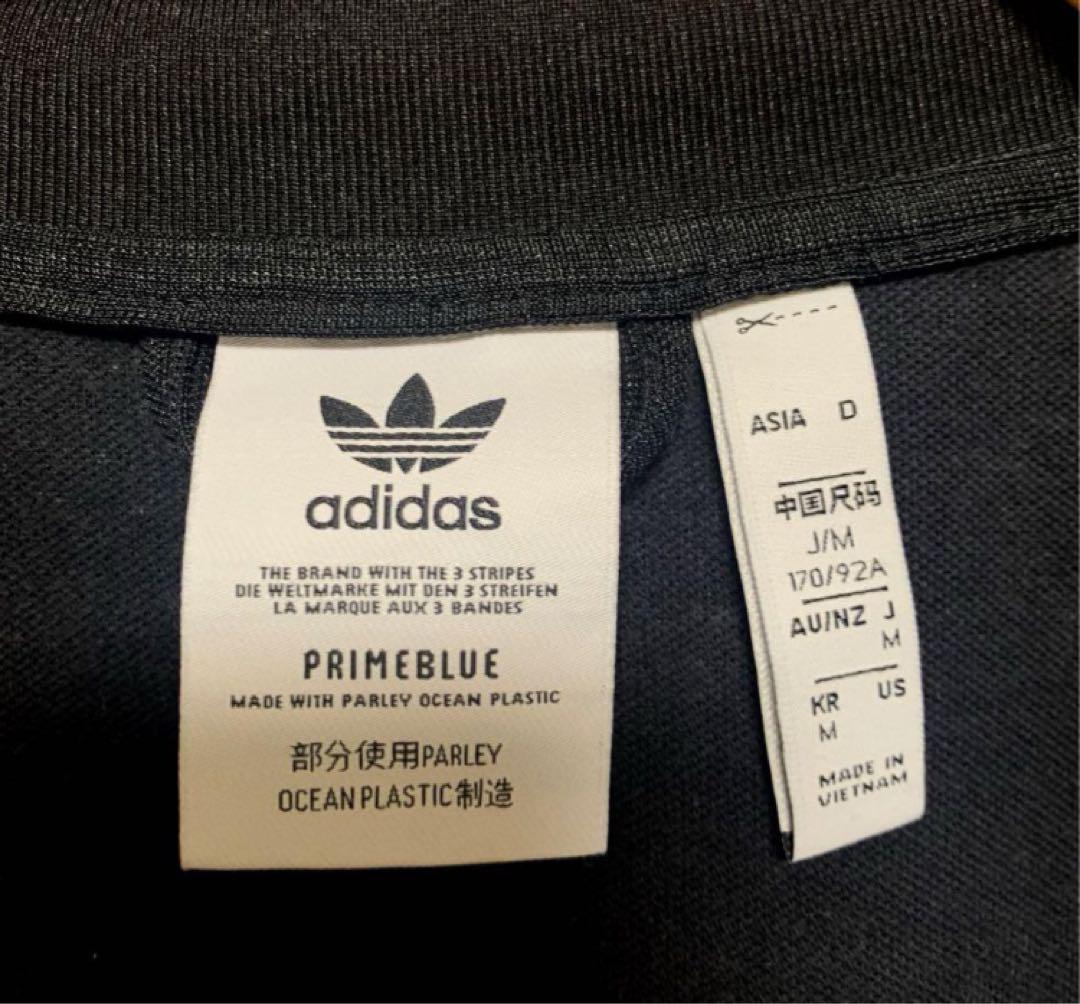 adidas
THE BRAND WITH THE 3 STRIPES
DIE WELTMARKE MIT DEN 3 STREIFEN
LA MARQUE AUX 3 BANDES
PRIMEBLUE
MADE WITH PARLEY OCEAN PLASTIC
部分使用PARLEY
OCEAN PLASTIC制造
ASIA D
中国尺码
J/M
170/92A
AU/NZ J
M
KR US
M
MADE IN
VIETNAM